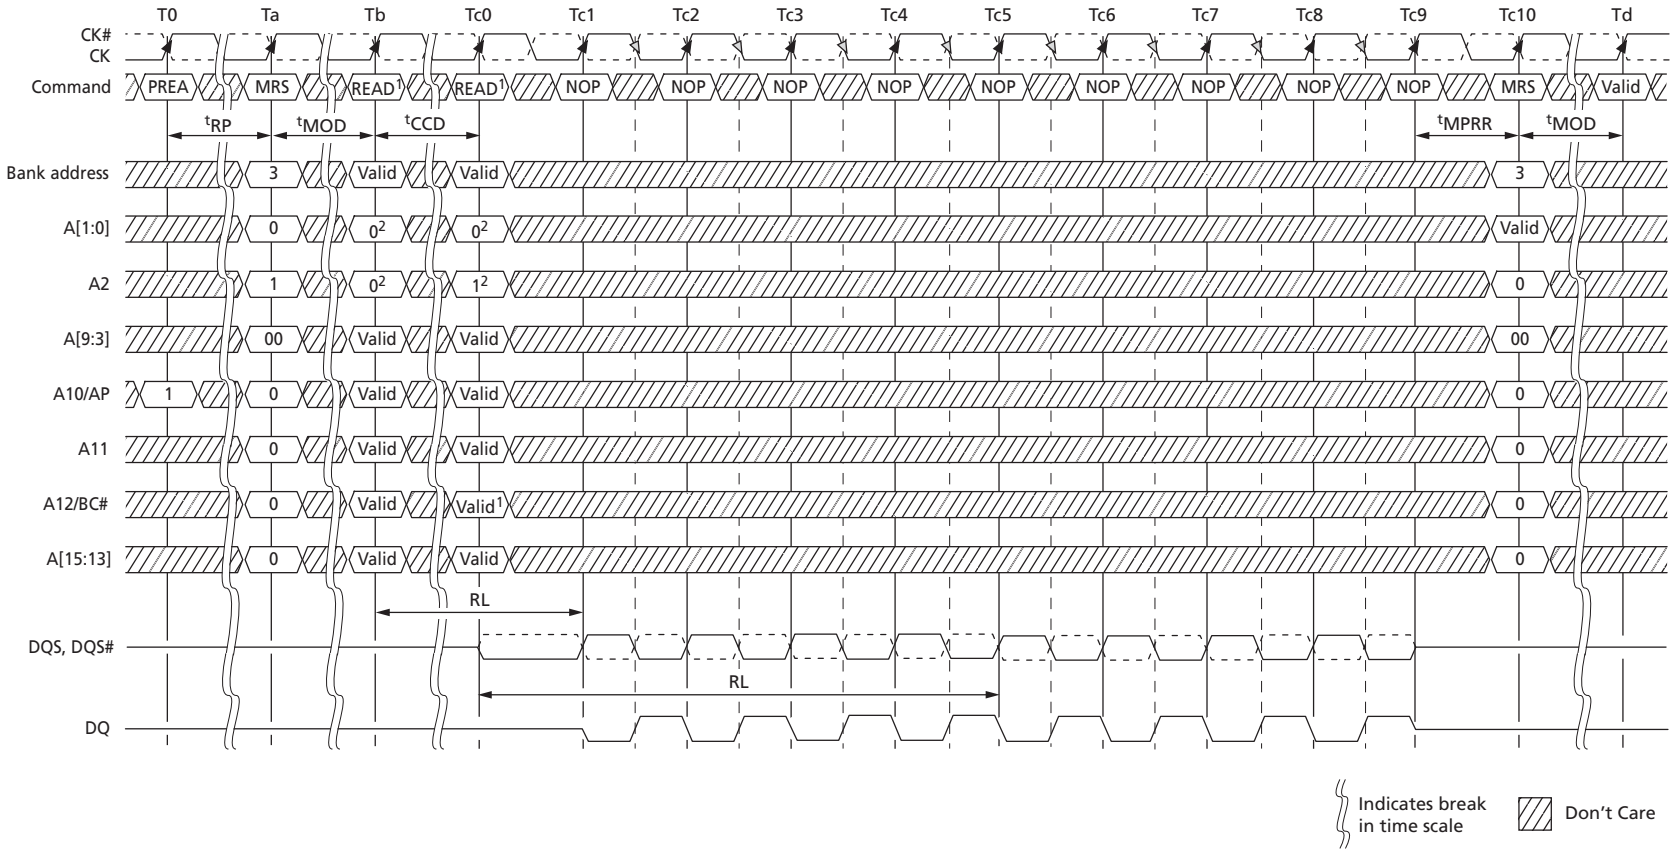 T0 Ta Tb Tc0 Tc1 Tc2 Tc3 Tc4 Tc5 Tc6 Tc7 Tc8 Tc9 Tc10 Td
CK#
CK
Command PREA MRS READ¹ READ¹ NOP NOP NOP NOP NOP NOP NOP NOP NOP MRS Valid
tRP tMOD tCCD tMPRR tMOD
Bank address 3 Valid Valid 3
A[1:0] 0 0² 0² Valid
A2 1 0² 1² 0
A[9:3] 00 Valid Valid 00
A10/AP 1 0 Valid Valid 0
A11 0 Valid Valid 0
A12/BC# 0 Valid Valid¹ 0
A[15:13] 0 Valid Valid 0
RL
DQS, DQS#
RL
DQ
Indicates break
in time scale
Don't Care